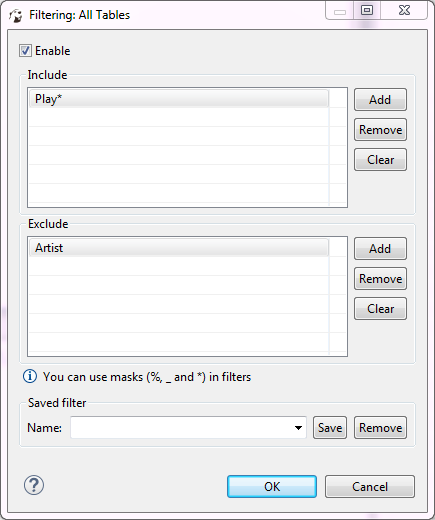 Filtering: All Tables
Enable
Include
Play*
Add
Remove
Clear
Exclude
Artist
Add
Remove
Clear
You can use masks (%, _ and *) in filters
Saved filter
Name:
Save
Remove
OK
Cancel